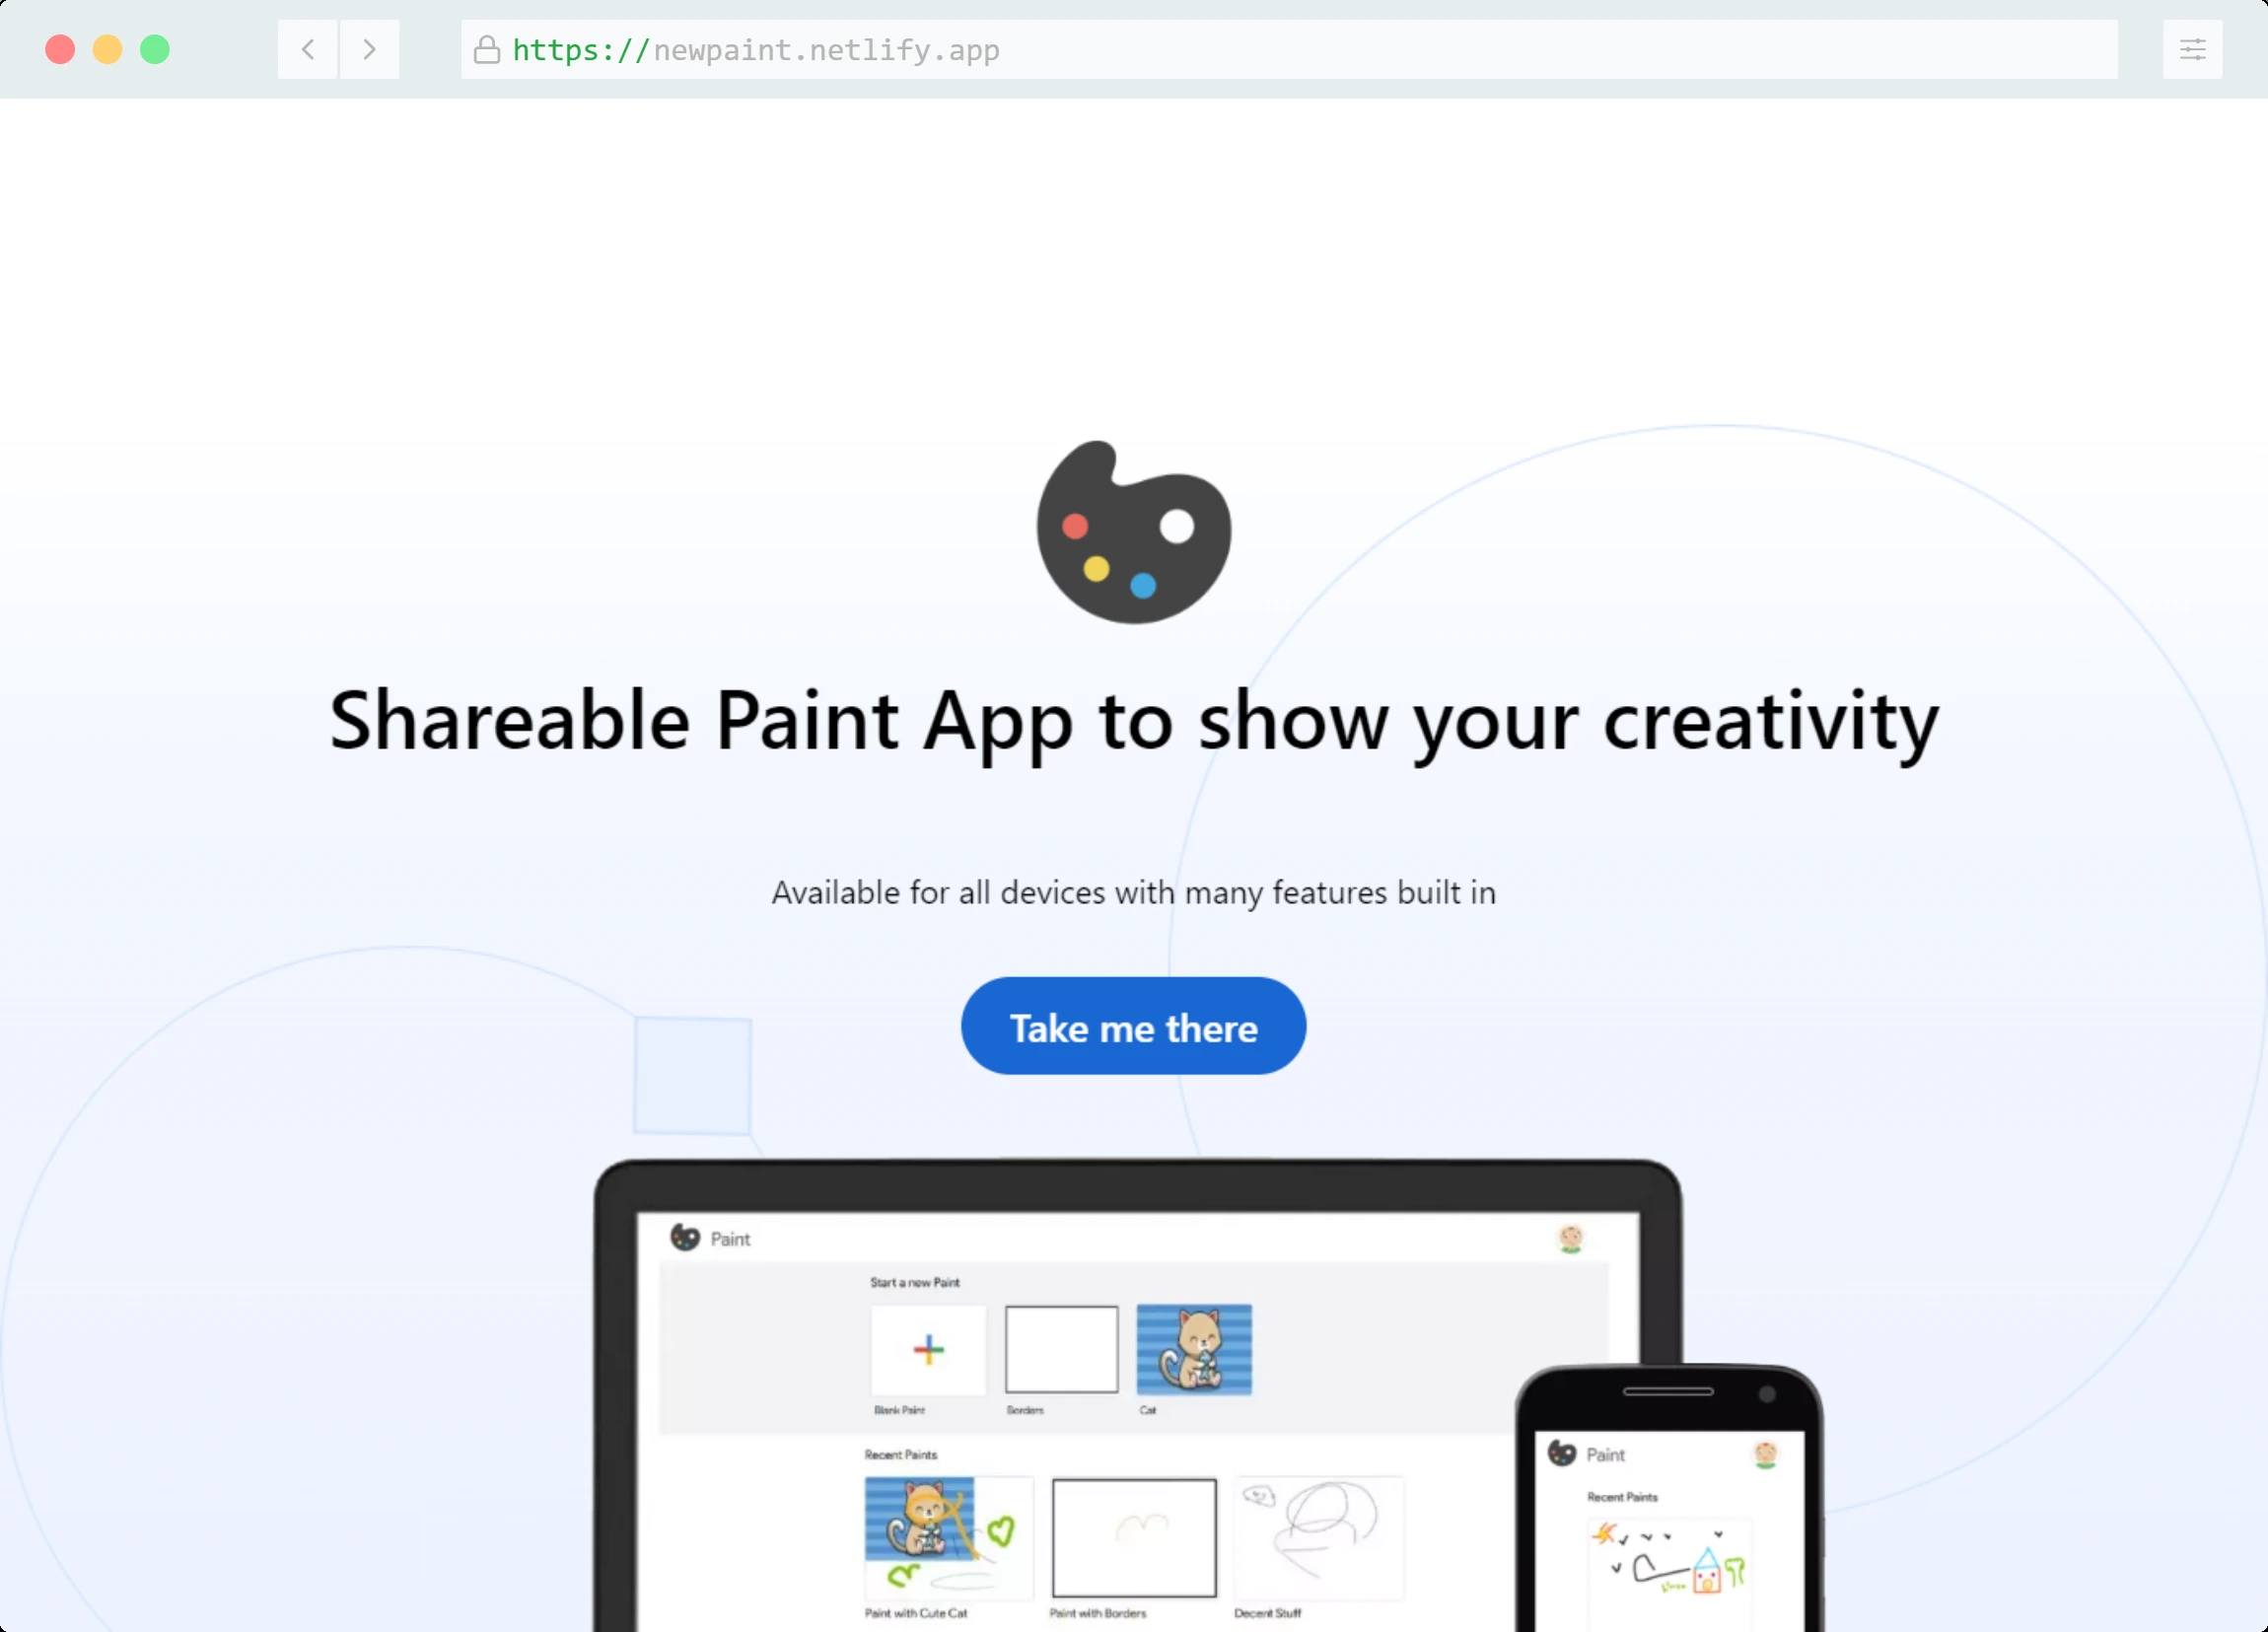 https://newpaint.netlify.app
Shareable Paint App to show your creativity
Available for all devices with many features built in
Take me there
Paint
Start a new Paint
Blank Paint
Borders
Cat
Recent Paints
Paint with Cute Cat
Paint with Borders
Decent Stuff
Paint
Recent Paints